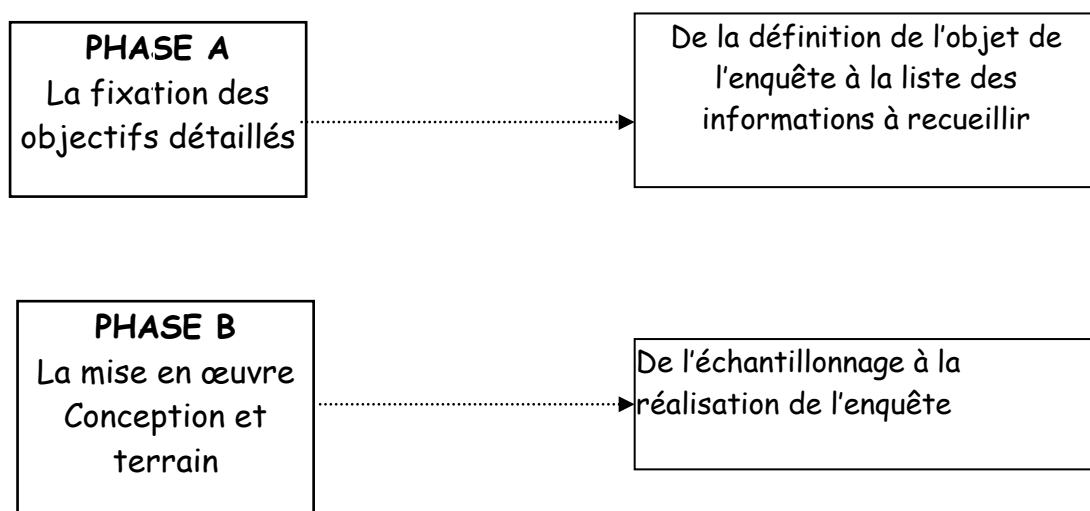 PHASE A
La fixation des
objectifs détaillés
De la définition de l’objet de
l’enquête à la liste des
informations à recueillir
PHASE B
La mise en œuvre
Conception et
terrain
De l’échantillonnage à la
réalisation de l’enquête